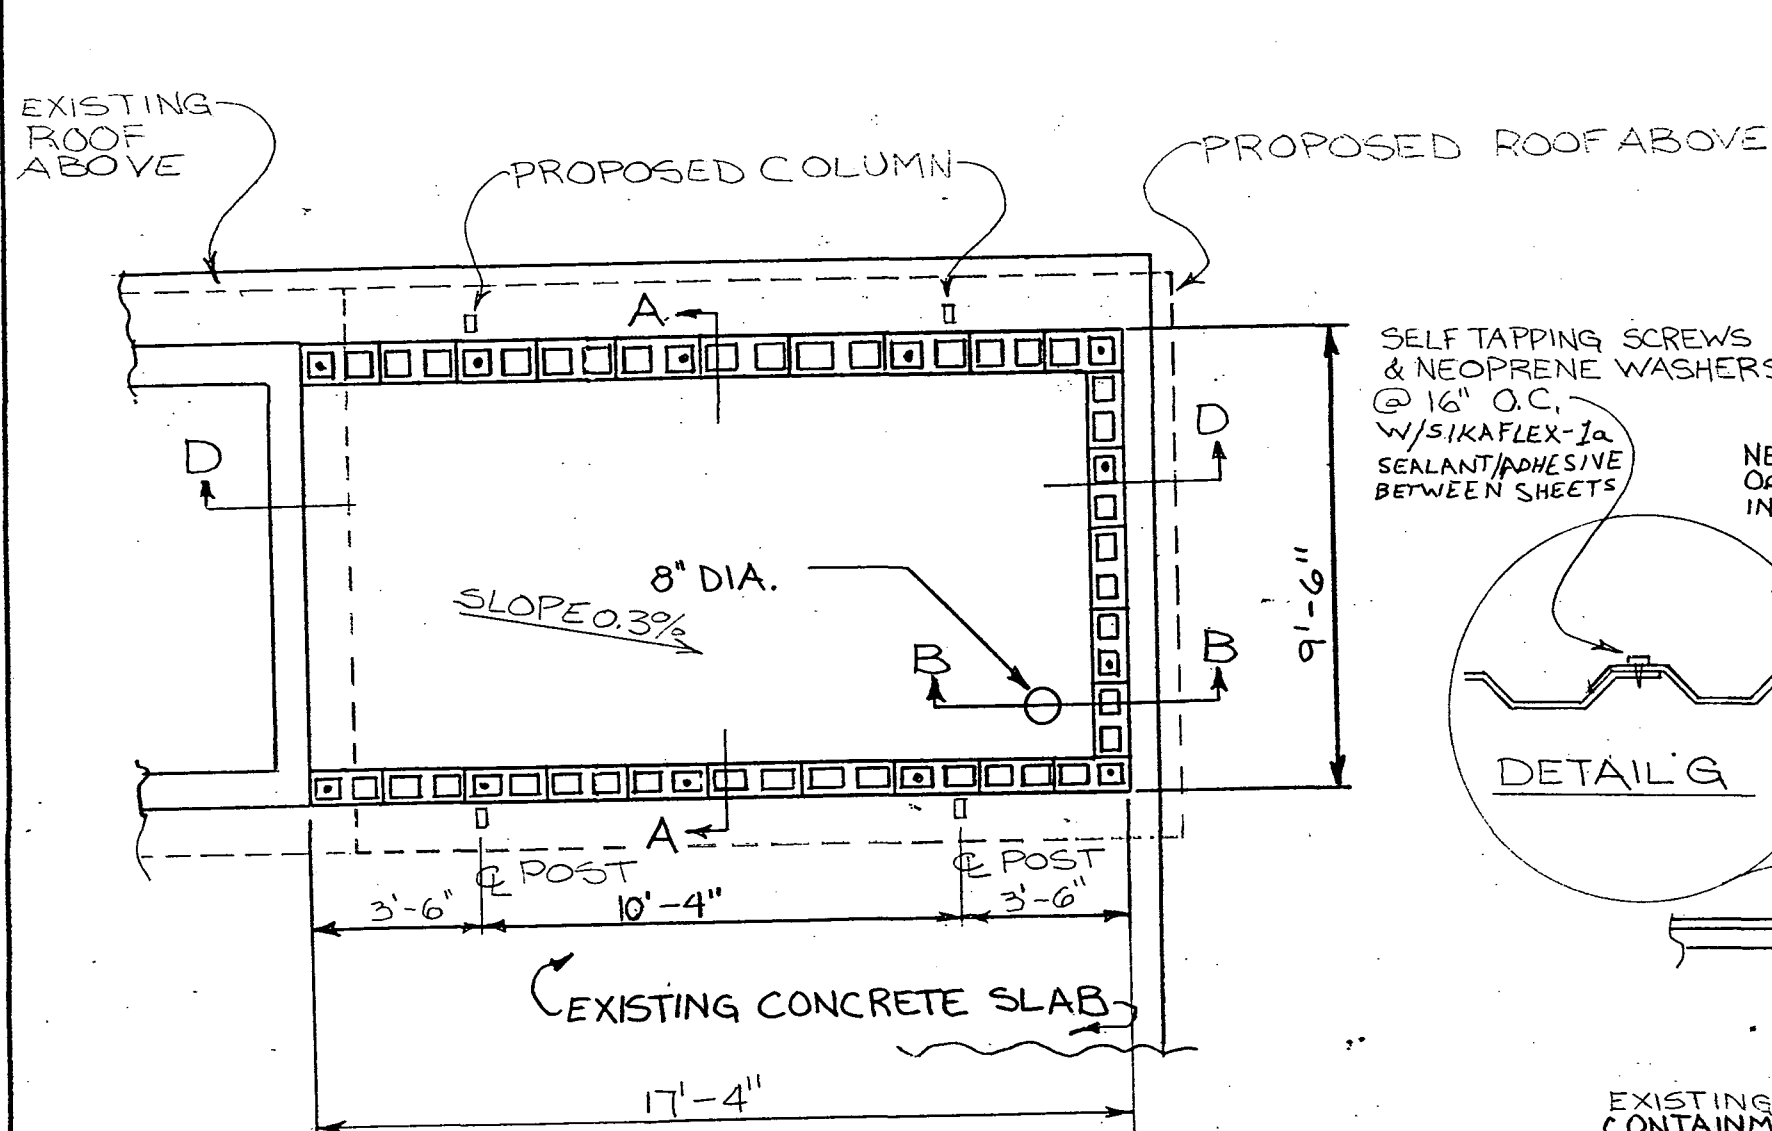 EXISTING
ROOF
ABOVE
PROPOSED COLUMN
PROPOSED ROOF ABOVE
A
SELF TAPPING SCREWS
& NEOPRENE WASHERS
@ 16" O.C.
W/SIKAFLEX-1a
SEALANT/ADHESIVE
BETWEEN SHEETS
D
D
8" DIA.
SLOPE 0.3%
B
B
9'-6"
DETAIL G
A
℄ POST
℄ POST
3'-6"
10'-4"
3'-6"
EXISTING CONCRETE SLAB
17'-4"
EXISTING